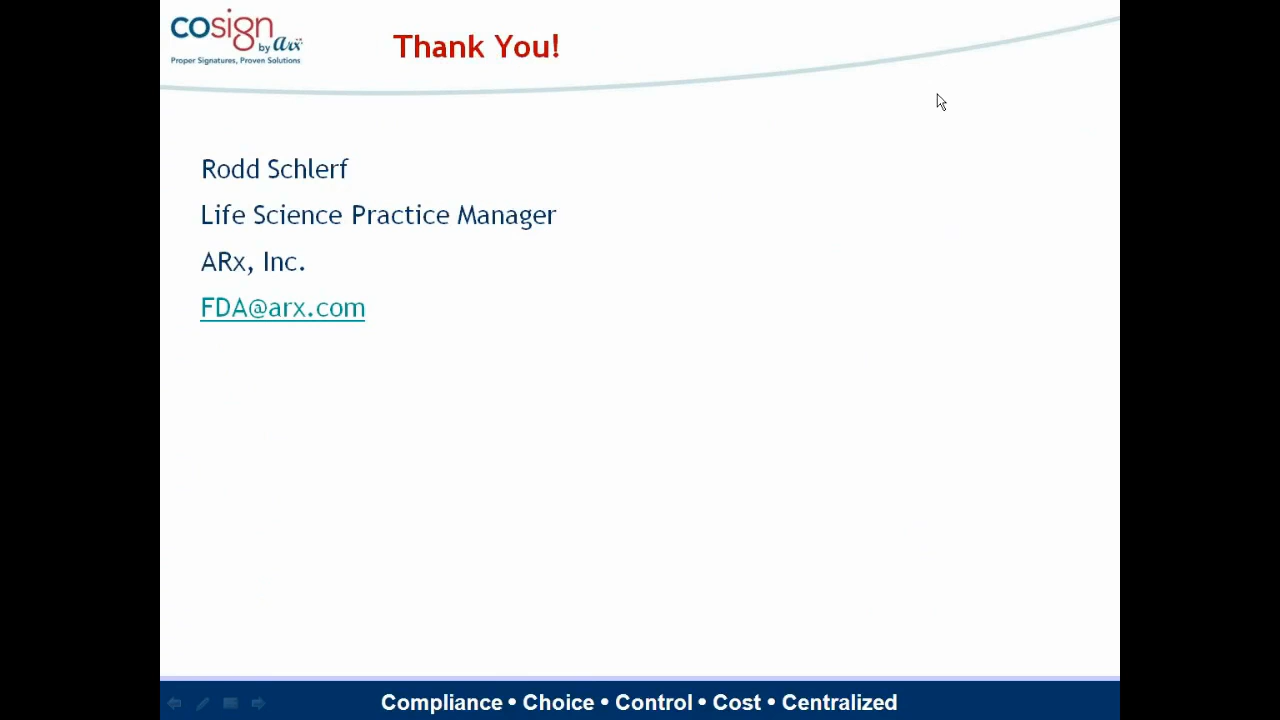 cosign
by arx
Proper Signatures, Proven Solutions
Thank You!
Rodd Schlerf
Life Science Practice Manager
ARx, Inc.
FDA@arx.com
Compliance • Choice • Control • Cost • Centralized